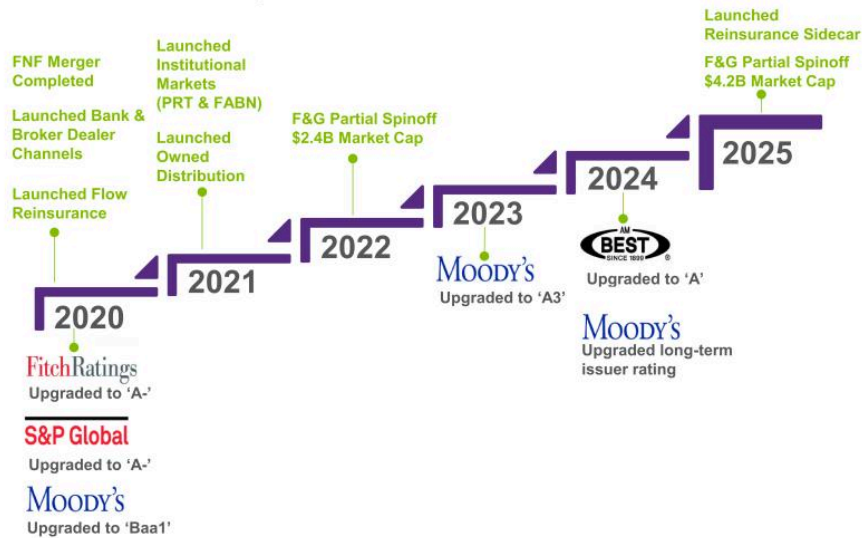 FNF Merger
Completed
Launched Bank &
Broker Dealer
Channels
Launched Flow
Reinsurance
2020
FitchRatings
Upgraded to 'A-'
S&P Global
Upgraded to 'A-'
MOODY'S
Upgraded to 'Baa1'
Launched
Institutional
Markets
(PRT & FABN)
Launched
Owned
Distribution
2021
F&G Partial Spinoff
$2.4B Market Cap
2022
2023
MOODY'S
Upgraded to 'A3'
2024
AM
BEST
SINCE 1899
®
Upgraded to 'A'
MOODY'S
Upgraded long-term
issuer rating
Launched
Reinsurance Sidecar
F&G Partial Spinoff
$4.2B Market Cap
2025